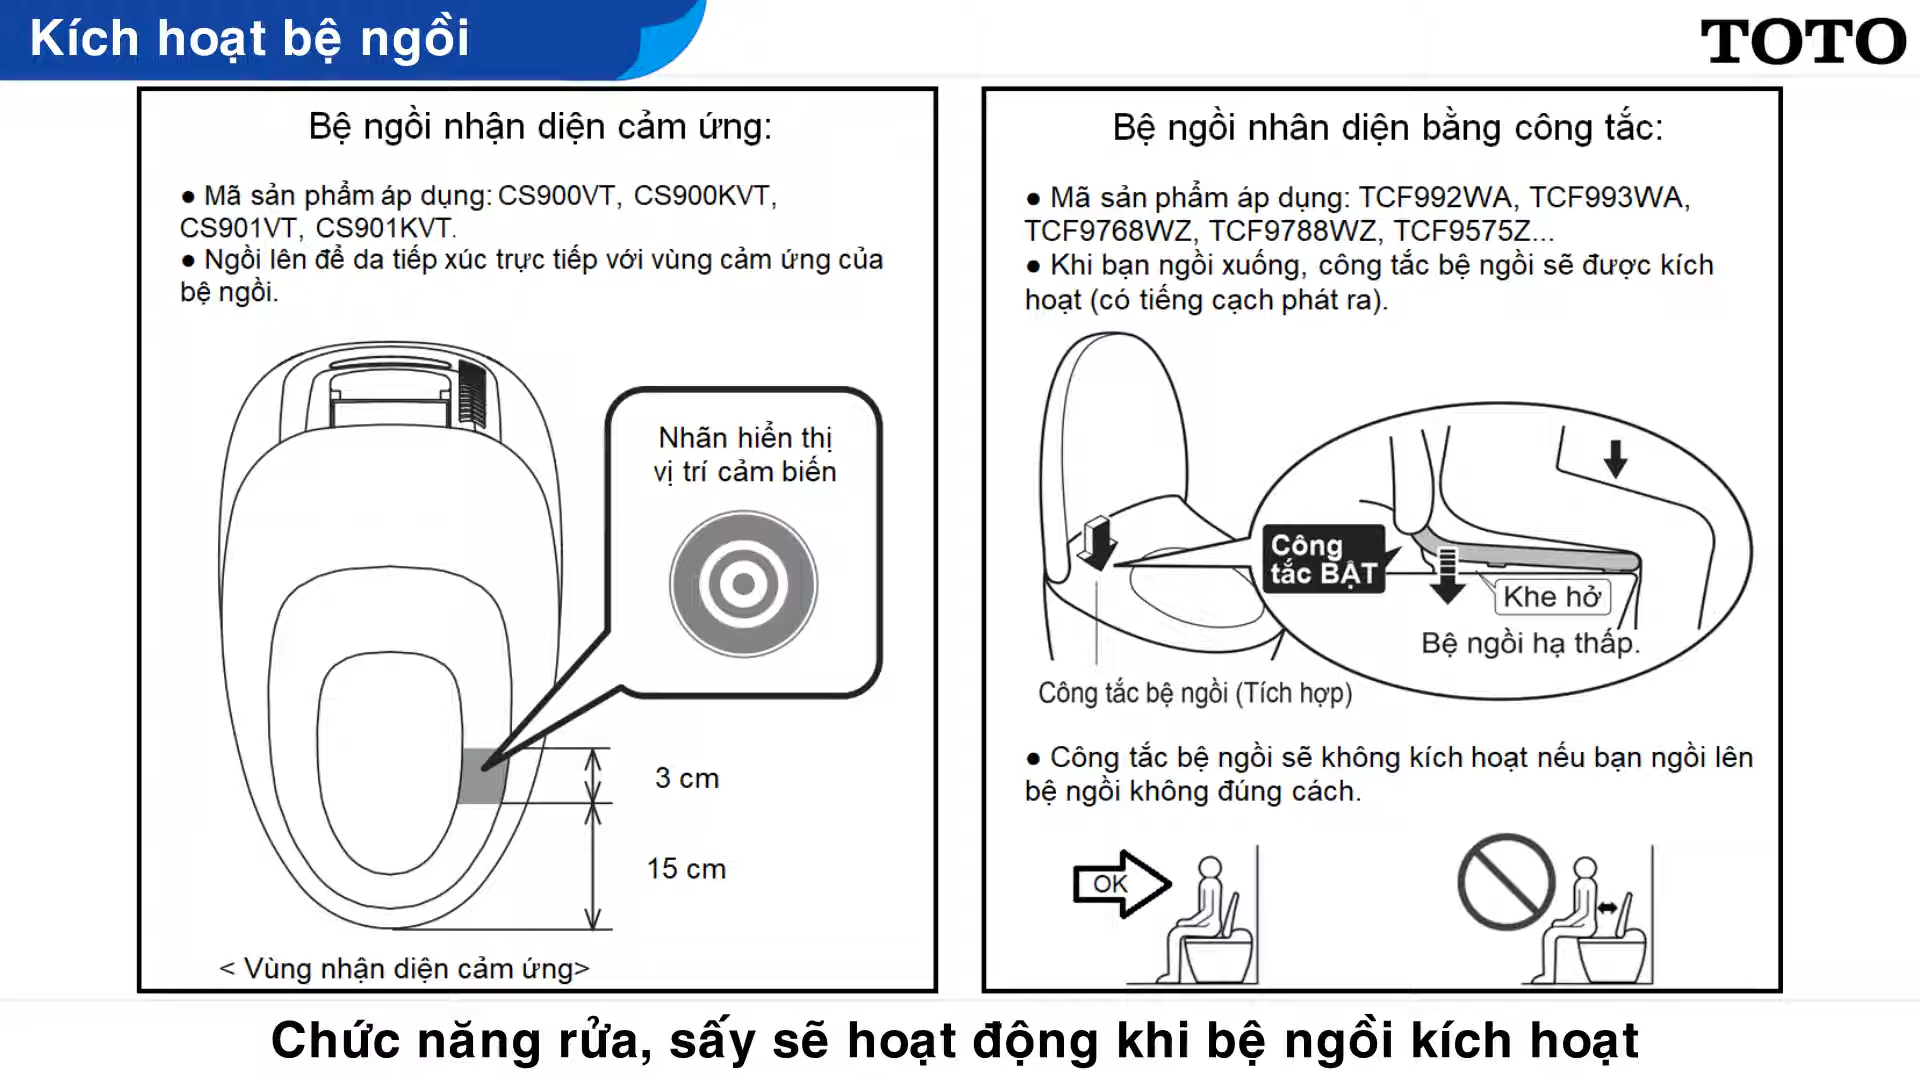 Kích hoạt bệ ngồi
TOTO
Bệ ngồi nhận diện cảm ứng:
● Mã sản phẩm áp dụng: CS900VT, CS900KVT,
CS901VT, CS901KVT.
● Ngồi lên để da tiếp xúc trực tiếp với vùng cảm ứng của
bệ ngồi.
Nhãn hiển thị
vị trí cảm biến
3 cm
15 cm
< Vùng nhận diện cảm ứng>
Bệ ngồi nhân diện bằng công tắc:
● Mã sản phẩm áp dụng: TCF992WA, TCF993WA,
TCF9768WZ, TCF9788WZ, TCF9575Z...
● Khi bạn ngồi xuống, công tắc bệ ngồi sẽ được kích
hoạt (có tiếng cạch phát ra).
Công
tắc BẬT
Khe hở
Bệ ngồi hạ thấp.
Công tắc bệ ngồi (Tích hợp)
● Công tắc bệ ngồi sẽ không kích hoạt nếu bạn ngồi lên
bệ ngồi không đúng cách.
OK
Chức năng rửa, sấy sẽ hoạt động khi bệ ngồi kích hoạt